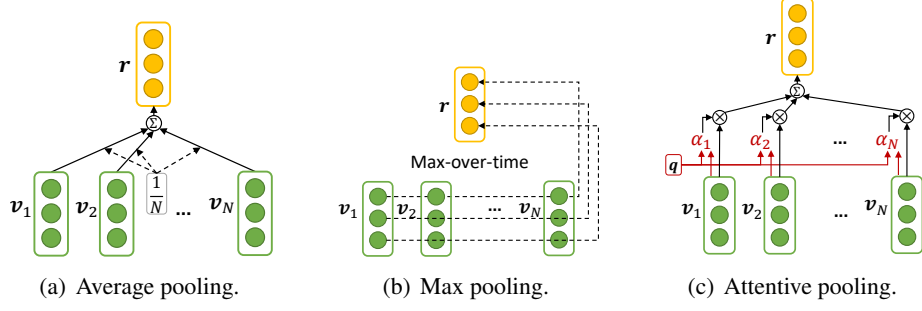 r
Σ
1
N
v1 v2 ... vN
(a) Average pooling.
r
Max-over-time
v1 v2 ... vN
(b) Max pooling.
r
Σ
⊗ ⊗ ⊗
α1 α2 ... αN
q
v1 v2 ... vN
(c) Attentive pooling.